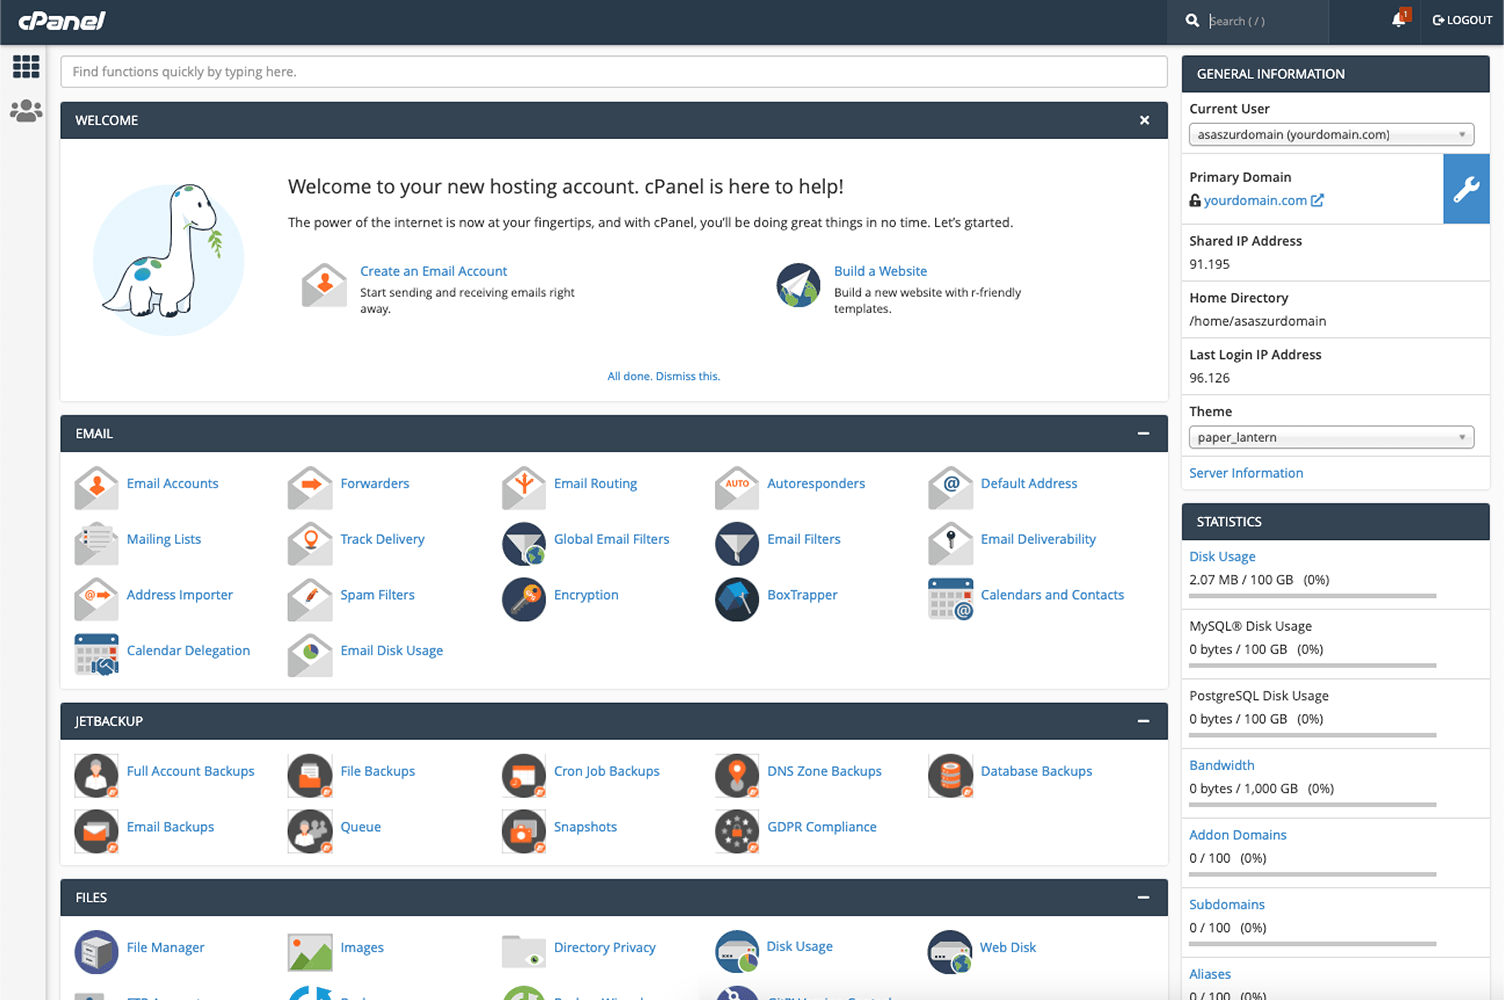 cPanel
Search ( / )
1
LOGOUT
Find functions quickly by typing here.
WELCOME
Welcome to your new hosting account. cPanel is here to help!
The power of the internet is now at your fingertips, and with cPanel, you'll be doing great things in no time. Let's gtarted.
Create an Email Account
Start sending and receiving emails right
away.
Build a Website
Build a new website with r-friendly
templates.
All done. Dismiss this.
EMAIL
Email Accounts
Forwarders
Email Routing
AUTO
Autoresponders
@
Default Address
Mailing Lists
Track Delivery
Global Email Filters
Email Filters
Email Deliverability
@
Address Importer
Spam Filters
Encryption
BoxTrapper
@
Calendars and Contacts
Calendar Delegation
Email Disk Usage
JETBACKUP
Full Account Backups
File Backups
Cron Job Backups
DNS Zone Backups
Database Backups
Email Backups
Queue
Snapshots
GDPR Compliance
FILES
File Manager
Images
Directory Privacy
Disk Usage
Web Disk
GENERAL INFORMATION
Current User
asaszurdomain (yourdomain.com)
Primary Domain
yourdomain.com
Shared IP Address
91.195
Home Directory
/home/asaszurdomain
Last Login IP Address
96.126
Theme
paper_lantern
Server Information
STATISTICS
Disk Usage
2.07 MB / 100 GB (0%)
MySQL® Disk Usage
0 bytes / 100 GB (0%)
PostgreSQL Disk Usage
0 bytes / 100 GB (0%)
Bandwidth
0 bytes / 1,000 GB (0%)
Addon Domains
0 / 100 (0%)
Subdomains
0 / 100 (0%)
Aliases
0 / 100 (0%)